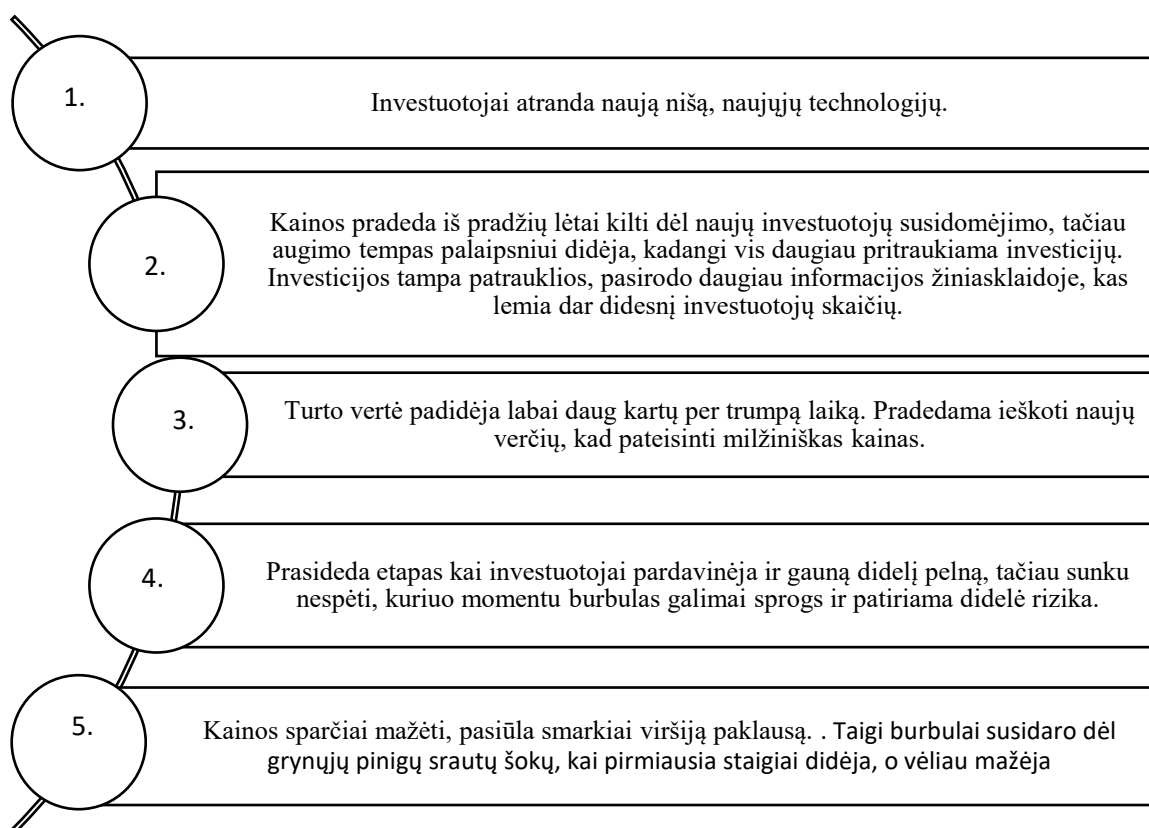 1.
Investuotojai atranda naują nišą, naujųjų technologijų.
2.
Kainos pradeda iš pradžių lėtai kilti dėl naujų investuotojų susidomėjimo, tačiau
augimo tempas palaipsniui didėja, kadangi vis daugiau pritraukiama investicijų.
Investicijos tampa patrauklios, pasirodo daugiau informacijos žiniasklaidoje, kas
lemia dar didesnį investuotojų skaičių.
3.
Turto vertė padidėja labai daug kartų per trumpą laiką. Pradedama ieškoti naujų
verčių, kad pateisinti milžiniškas kainas.
4.
Prasideda etapas kai investuotojai pardavinėja ir gauną didelį pelną, tačiau sunku
nespėti, kuriuo momentu burbulas galimai sprogs ir patiriama didelė rizika.
5.
Kainos sparčiai mažėti, pasiūla smarkiai viršiją paklausą. . Taigi burbulai susidaro dėl
grynųjų pinigų srautų šokų, kai pirmiausia staigiai didėja, o vėliau mažėja